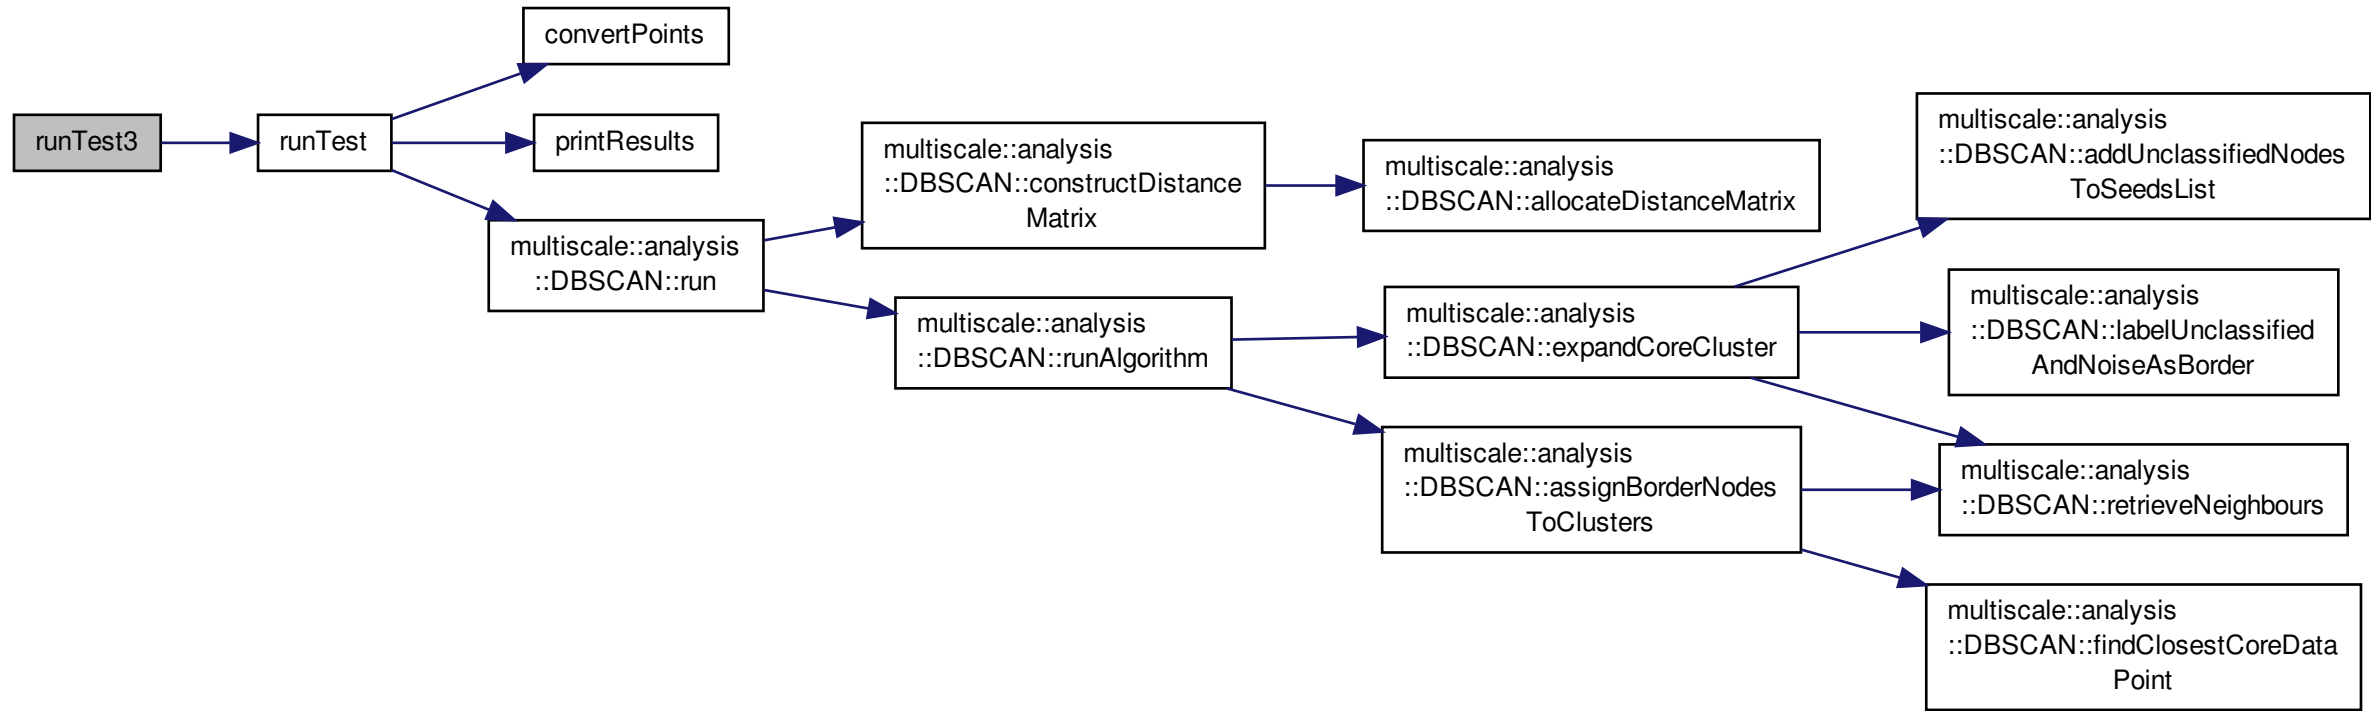 runTest3
runTest
convertPoints
printResults
multiscale::analysis
::DBSCAN::run
multiscale::analysis
::DBSCAN::constructDistance
Matrix
multiscale::analysis
::DBSCAN::runAlgorithm
multiscale::analysis
::DBSCAN::allocateDistanceMatrix
multiscale::analysis
::DBSCAN::expandCoreCluster
multiscale::analysis
::DBSCAN::assignBorderNodes
ToClusters
multiscale::analysis
::DBSCAN::addUnclassifiedNodes
ToSeedsList
multiscale::analysis
::DBSCAN::labelUnclassified
AndNoiseAsBorder
multiscale::analysis
::DBSCAN::retrieveNeighbours
multiscale::analysis
::DBSCAN::findClosestCoreData
Point